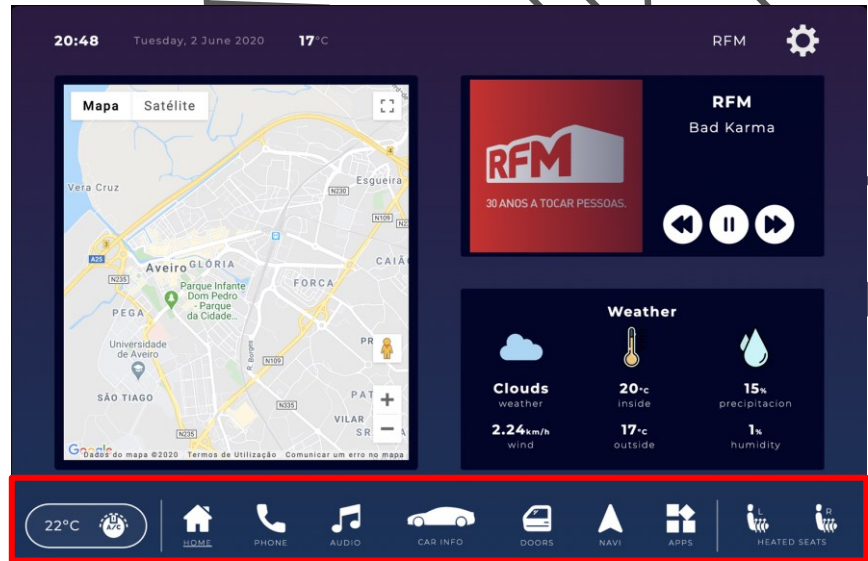 20:48 Tuesday, 2 June 2020 17°C
RFM
Mapa Satélite
Vera Cruz
Esgueira
N230
N109
A25
N235
Aveiro
GLÓRIA
Parque Infante
Dom Pedro
- Parque
da Cidade...
FORCA
PEGA
Universidade
de Aveiro
R. Borges
N109
SÃO TIAGO
N335
VILAR
N235
Google
Dados do mapa ©2020 Termos de Utilização Comunicar um erro no mapa
RFM
30 ANOS A TOCAR PESSOAS.
RFM
Bad Karma
Weather
Clouds 20°C 15%
weather inside precipitacion
2.24km/h 17°C 1%
wind outside humidity
22°C A/C
HOME PHONE AUDIO CAR INFO DOORS NAVI APPS L R HEATED SEATS